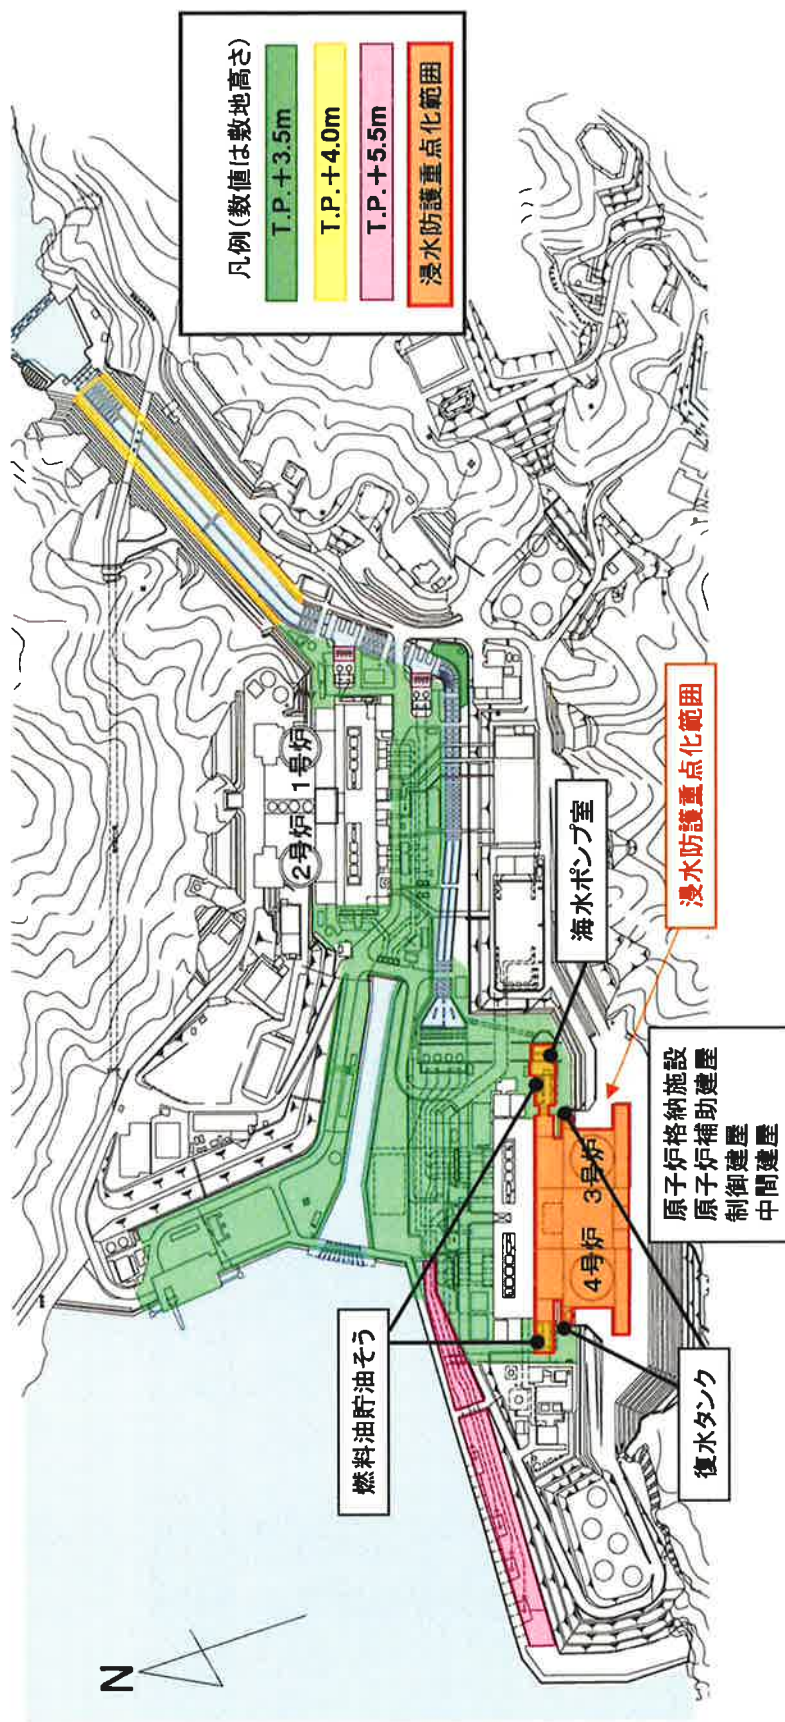 凡例(数値は敷地高さ)
T.P.+3.5m
T.P.+4.0m
T.P.+5.5m
浸水防護重点化範囲
2号炉
1号炉
海水ポンプ室
浸水防護重点化範囲
燃料油貯油そう
4号炉
3号炉
原子炉格納施設
原子炉補助建屋
制御建屋
中間建屋
復水タンク
N